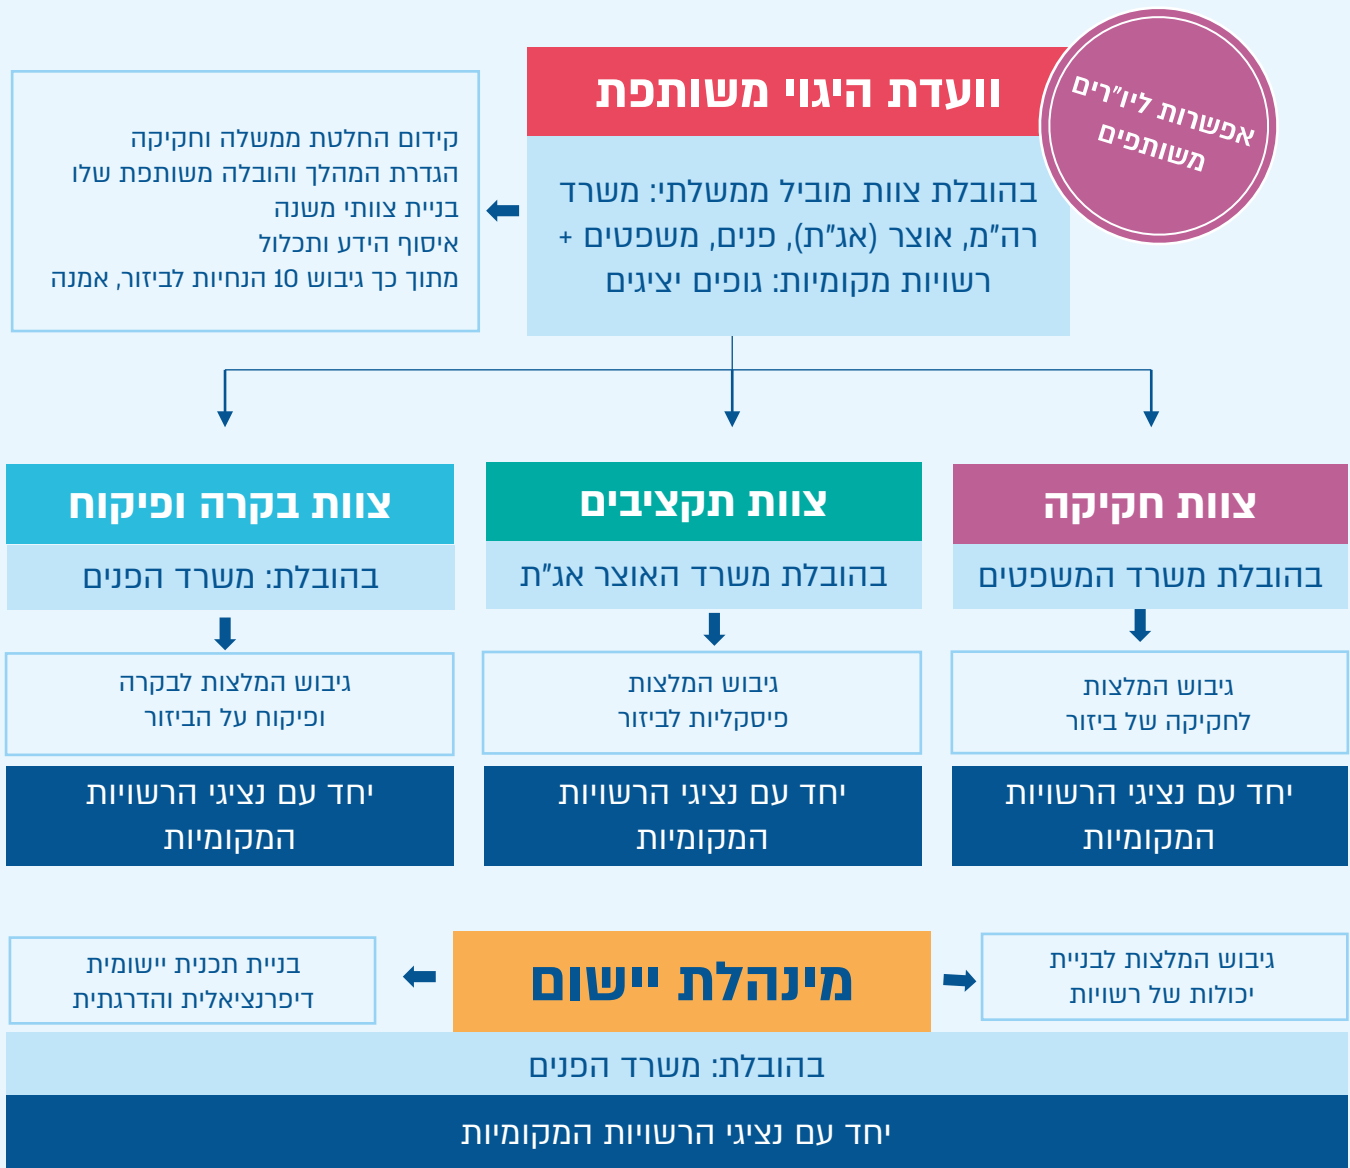 אפשרות ליו"רים
משותפים
וועדת היגוי משותפת
בהובלת צוות מוביל ממשלתי: משרד
רה"מ, אוצר (אג"ת), פנים, משפטים +
רשויות מקומיות: גופים יציגים
קידום החלטת ממשלה וחקיקה
הגדרת המהלך והובלה משותפת שלו
בניית צוותי משנה
איסוף הידע ותכלול
מתוך כך גיבוש 10 הנחיות לביזור, אמנה
צוות חקיקה
בהובלת משרד המשפטים
גיבוש המלצות
לחקיקה של ביזור
יחד עם נציגי הרשויות
המקומיות
צוות תקציבים
בהובלת משרד האוצר אג"ת
גיבוש המלצות
פיסקליות לביזור
יחד עם נציגי הרשויות
המקומיות
צוות בקרה ופיקוח
בהובלת: משרד הפנים
גיבוש המלצות לבקרה
ופיקוח על הביזור
יחד עם נציגי הרשויות
המקומיות
גיבוש המלצות לבניית
יכולות של רשויות
מינהלת יישום
בניית תכנית יישומית
דיפרנציאלית והדרגתית
בהובלת: משרד הפנים
יחד עם נציגי הרשויות המקומיות